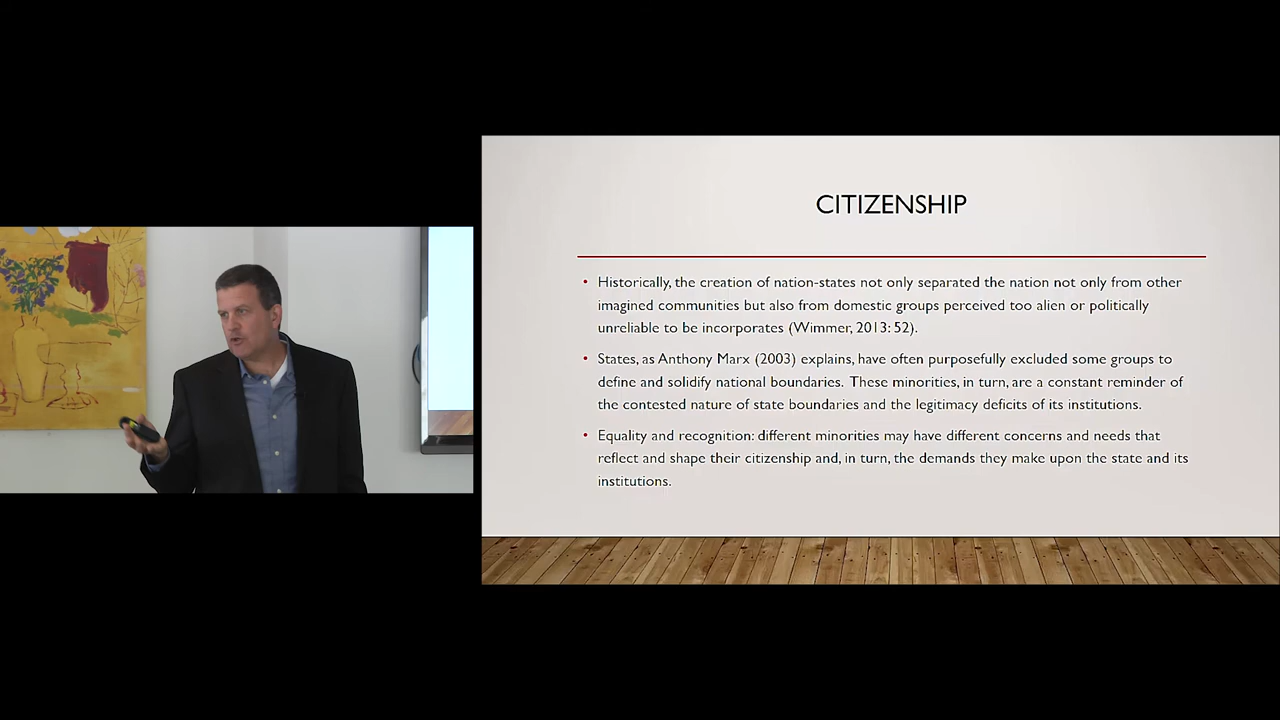 CITIZENSHIP
• Historically, the creation of nation-states not only separated the nation not only from other
imagined communities but also from domestic groups perceived too alien or politically
unreliable to be incorporates (Wimmer, 2013: 52).
• States, as Anthony Marx (2003) explains, have often purposefully excluded some groups to
define and solidify national boundaries. These minorities, in turn, are a constant reminder of
the contested nature of state boundaries and the legitimacy deficits of its institutions.
• Equality and recognition: different minorities may have different concerns and needs that
reflect and shape their citizenship and, in turn, the demands they make upon the state and its
institutions.